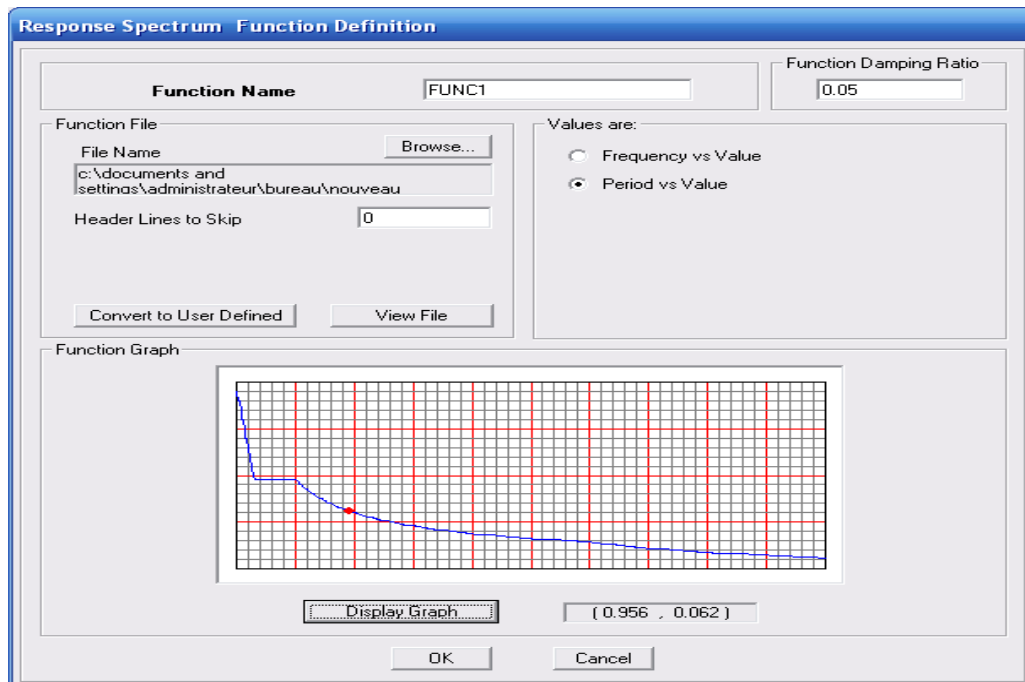 Response Spectrum Function Definition
Function Damping Ratio
Function Name
FUNC1
0.05
Function File
Values are:
File Name
Browse...
c:\documents and
settings\administrateur\bureau\nouveau
Frequency vs Value
Period vs Value
Header Lines to Skip
0
Convert to User Defined
View File
Function Graph
Display Graph
( 0.956 , 0.062 )
OK
Cancel